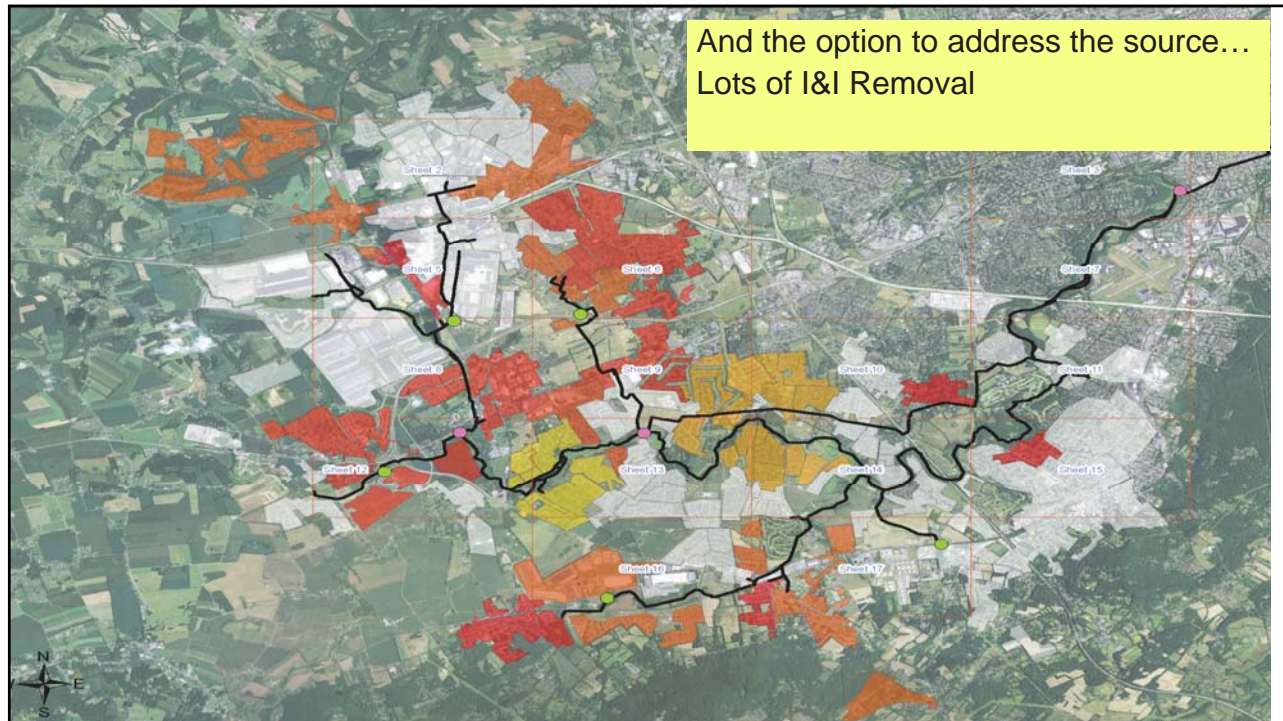 And the option to address the source…
Lots of I&I Removal
Sheet 2
Sheet 3
Sheet 5
Sheet 6
Sheet 7
Sheet 8
Sheet 9
Sheet 10
Sheet 11
Sheet 12
Sheet 13
Sheet 14
Sheet 15
Sheet 16
Sheet 17
N
E
S